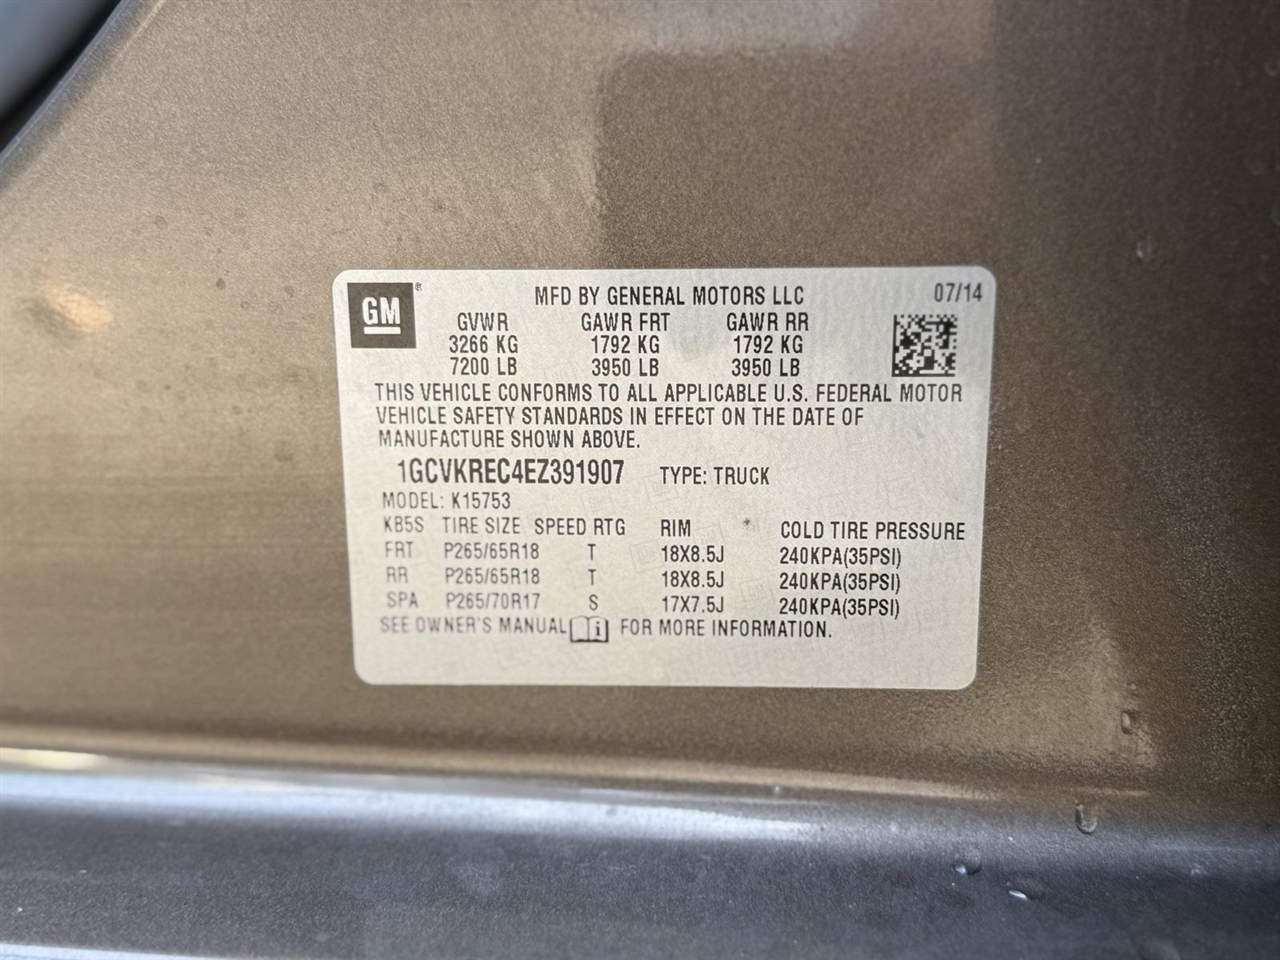 GM ®
MFD BY GENERAL MOTORS LLC 07/14
GVWR GAWR FRT GAWR RR
3266 KG 1792 KG 1792 KG
7200 LB 3950 LB 3950 LB
THIS VEHICLE CONFORMS TO ALL APPLICABLE U.S. FEDERAL MOTOR
VEHICLE SAFETY STANDARDS IN EFFECT ON THE DATE OF
MANUFACTURE SHOWN ABOVE.
1GCVKREC4EZ391907 TYPE: TRUCK
MODEL: K15753
KB5S TIRE SIZE SPEED RTG RIM COLD TIRE PRESSURE
FRT P265/65R18 T 18X8.5J 240KPA(35PSI)
RR P265/65R18 T 18X8.5J 240KPA(35PSI)
SPA P265/70R17 S 17X7.5J 240KPA(35PSI)
SEE OWNER'S MANUAL i FOR MORE INFORMATION.